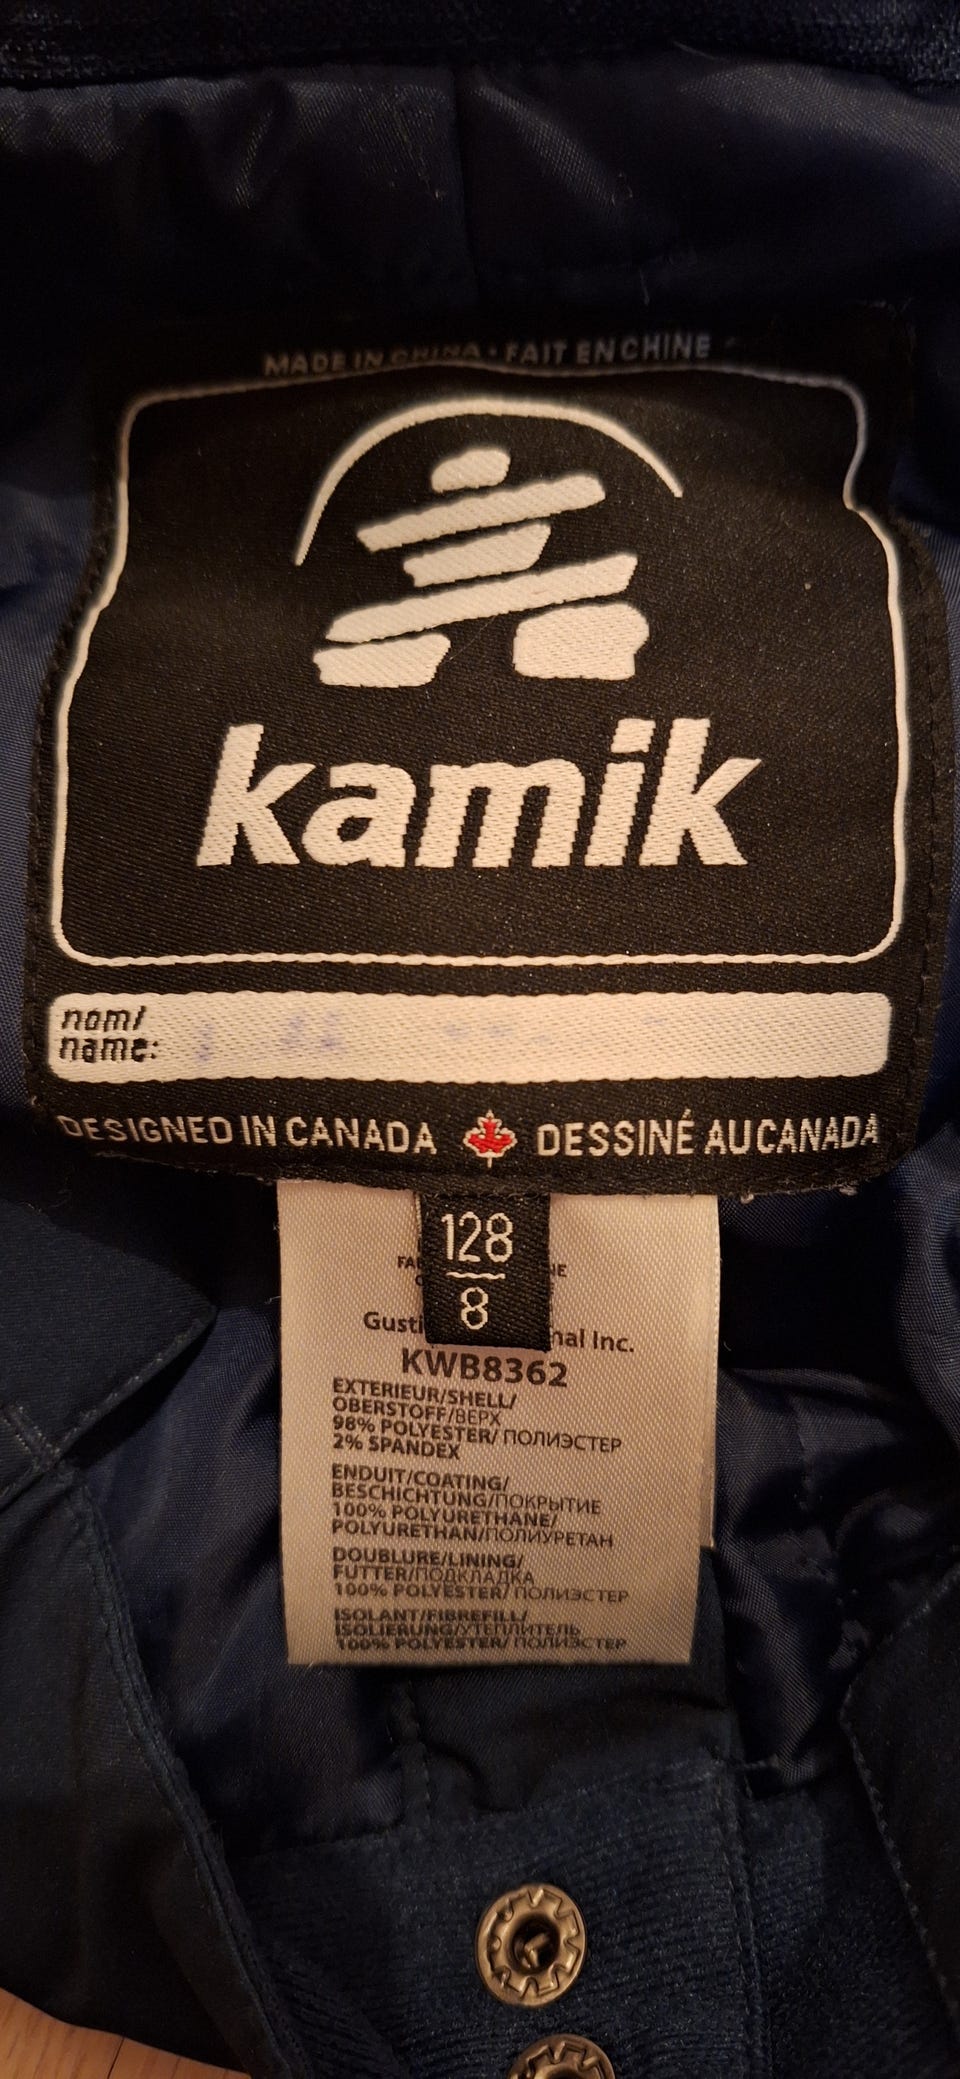 MADE IN CHINA • FAIT EN CHINE
kamik
nom/
name:
DESIGNED IN CANADA DESSINÉ AU CANADA
128
8
KWB8362
EXTERIEUR/SHELL/
OBERSTOFF/ВЕРХ
98% POLYESTER/ ПОЛИЭСТЕР
2% SPANDEX
ENDUIT/COATING/
BESCHICHTUNG/ПОКРЫТИЕ
100% POLYURETHANE/
POLYURETHAN/ПОЛИУРЕТАН
DOUBLURE/LINING/
FUTTER/ПОДКЛАДКА
100% POLYESTER/ ПОЛИЭСТЕР
ISOLANT/FIBREFILL/
ISOLIERUNG/УТЕПЛИТЕЛЬ
100% POLYESTER/ ПОЛИЭСТЕР